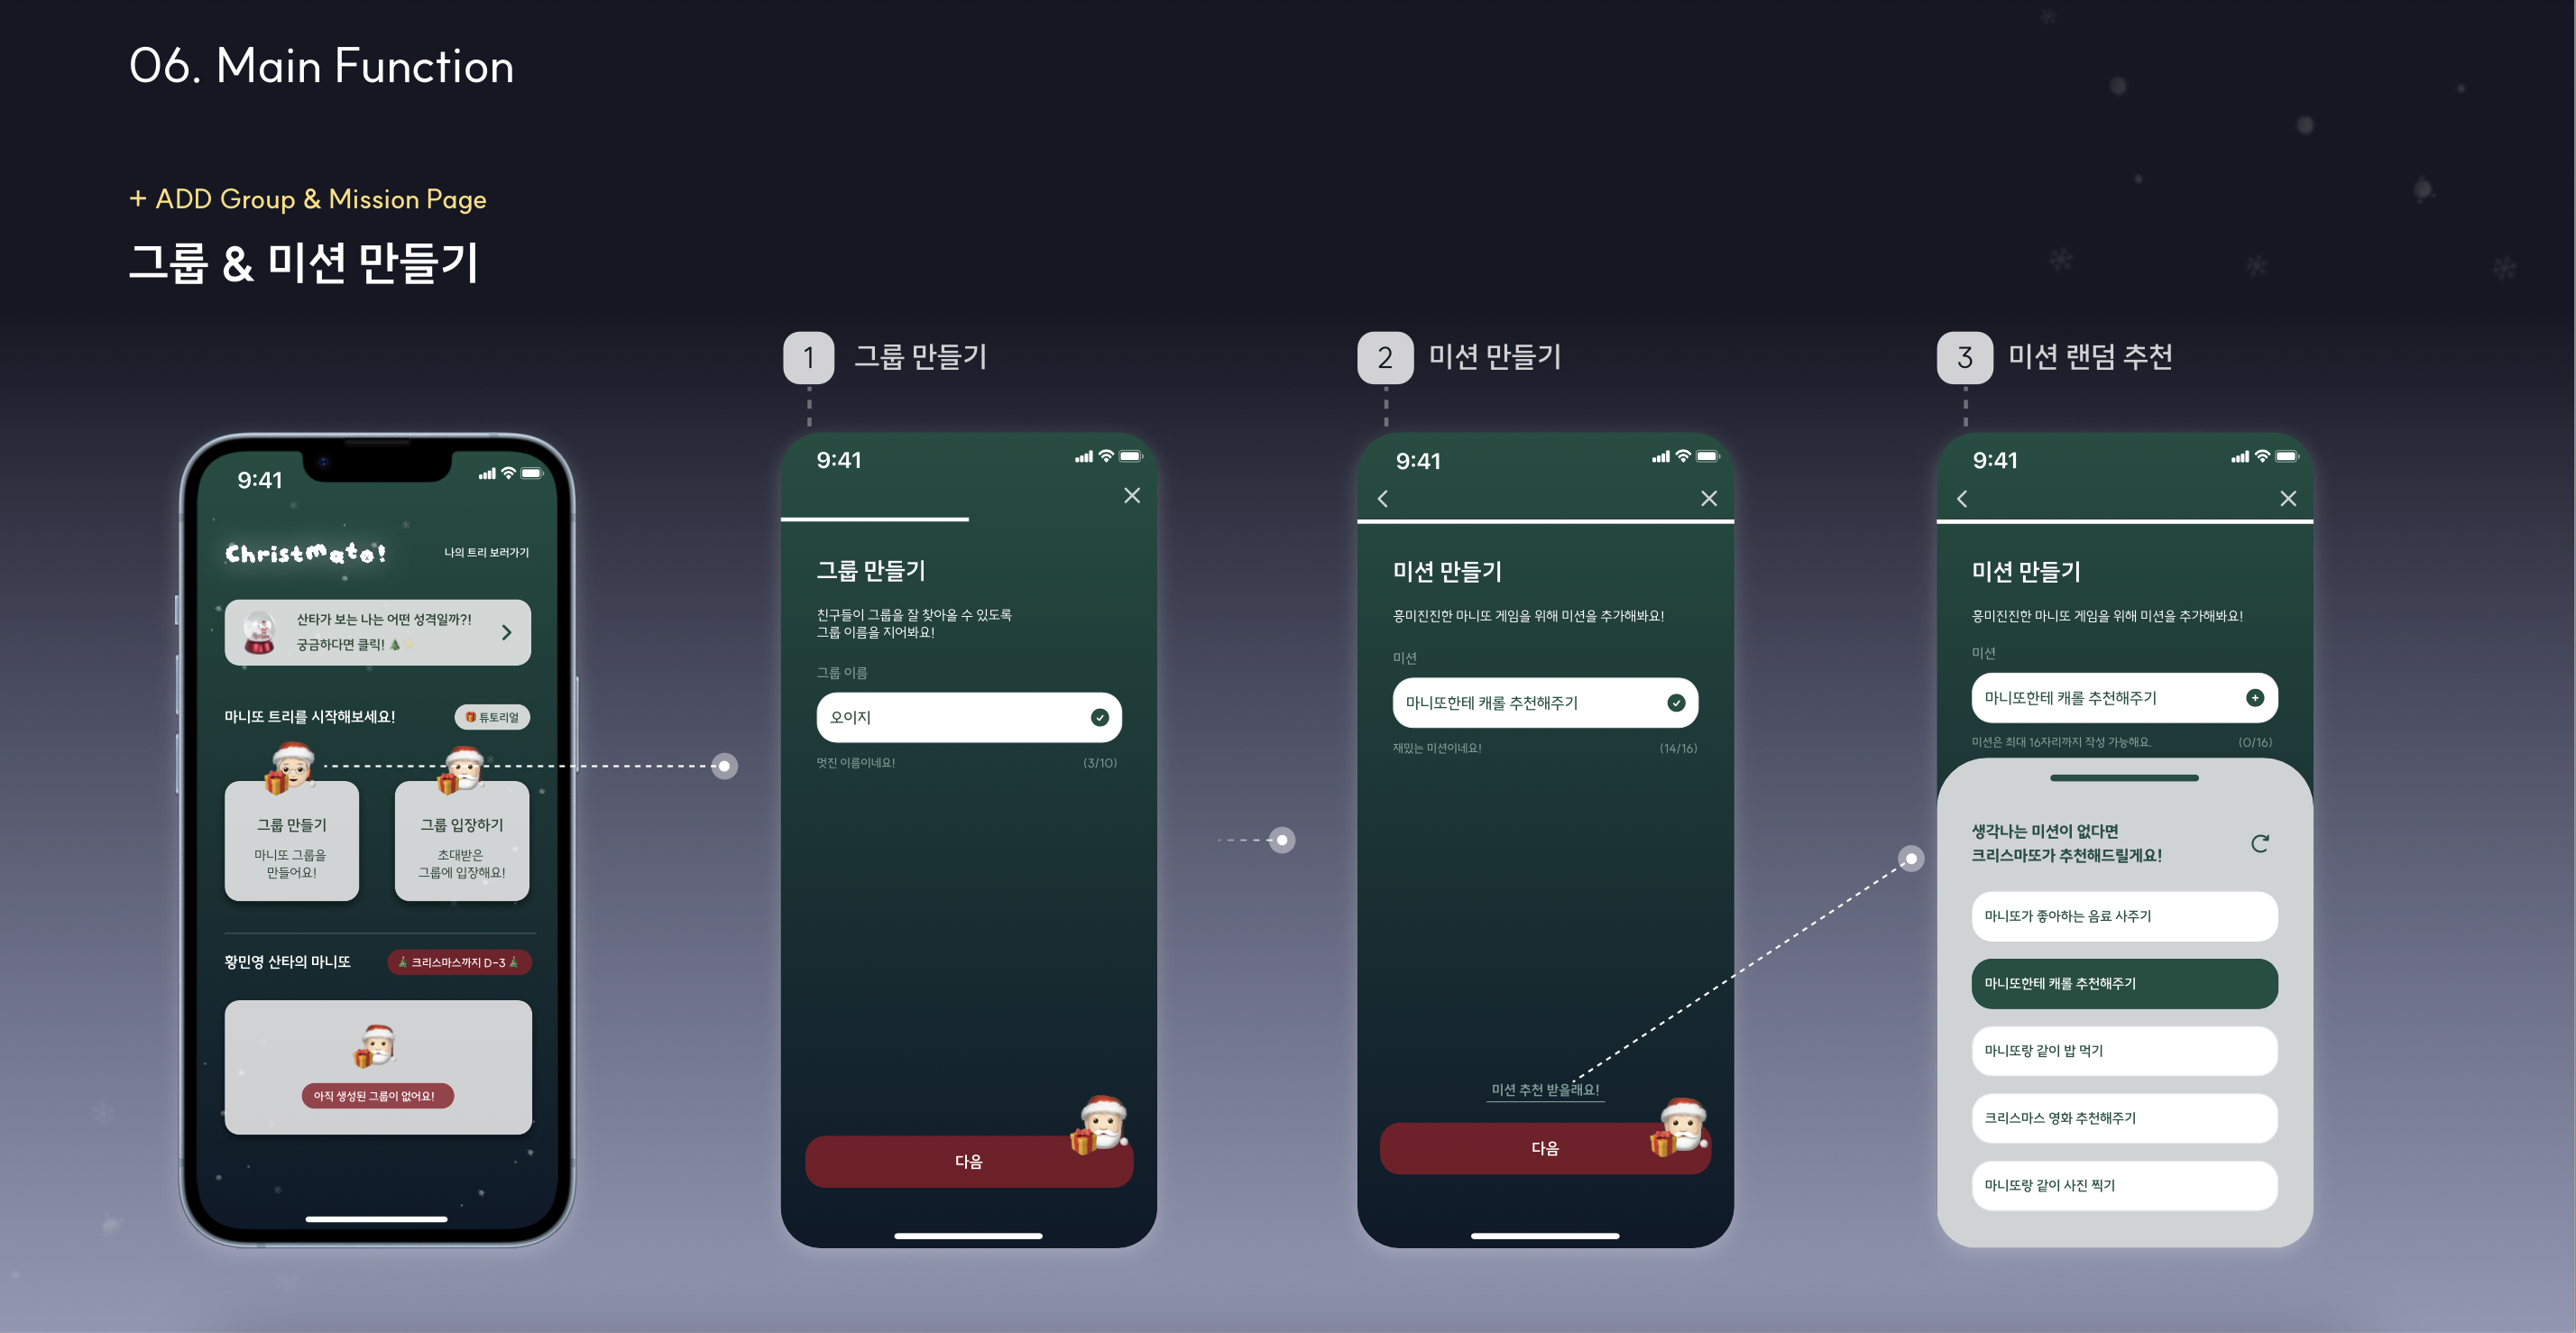 06. Main Function
+ ADD Group & Mission Page
그룹 & 미션 만들기
9:41
ChristMato!
나의 트리 보러가기
산타가 보는 나는 어떤 성격일까?!
궁금하다면 클릭!
마니또 트리를 시작해보세요!
튜토리얼
그룹 만들기
마니또 그룹을
만들어요!
그룹 입장하기
초대받은
그룹에 입장해요!
황민영 산타의 마니또
크리스마스까지 D-3
아직 생성된 그룹이 없어요!
1 그룹 만들기
9:41
그룹 만들기
친구들이 그룹을 잘 찾아올 수 있도록
그룹 이름을 지어봐요!
그룹 이름
오이지
멋진 이름이네요!
(3/10)
다음
2 미션 만들기
9:41
미션 만들기
흥미진진한 마니또 게임을 위해 미션을 추가해봐요!
미션
마니또한테 캐롤 추천해주기
재밌는 미션이네요!
(14/16)
미션 추천 받을래요!
다음
3 미션 랜덤 추천
9:41
미션 만들기
흥미진진한 마니또 게임을 위해 미션을 추가해봐요!
미션
마니또한테 캐롤 추천해주기
미션은 최대 16자리까지 작성 가능해요.
(0/16)
생각나는 미션이 없다면
크리스마또가 추천해드릴게요!
마니또가 좋아하는 음료 사주기
마니또한테 캐롤 추천해주기
마니또랑 같이 밥 먹기
크리스마스 영화 추천해주기
마니또랑 같이 사진 찍기